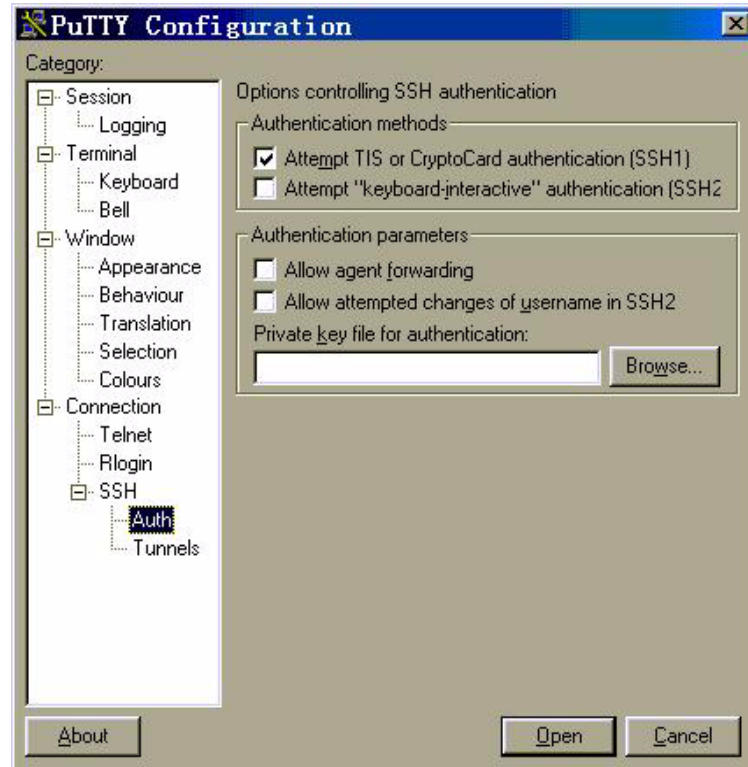 PuTTY Configuration
Category:
Session
Logging
Terminal
Keyboard
Bell
Window
Appearance
Behaviour
Translation
Selection
Colours
Connection
Telnet
Rlogin
SSH
Auth
Tunnels
Options controlling SSH authentication
Authentication methods
Attempt TIS or CryptoCard authentication (SSH1)
Attempt "keyboard-interactive" authentication (SSH2
Authentication parameters
Allow agent forwarding
Allow attempted changes of username in SSH2
Private key file for authentication:
Browse...
About
Open
Cancel